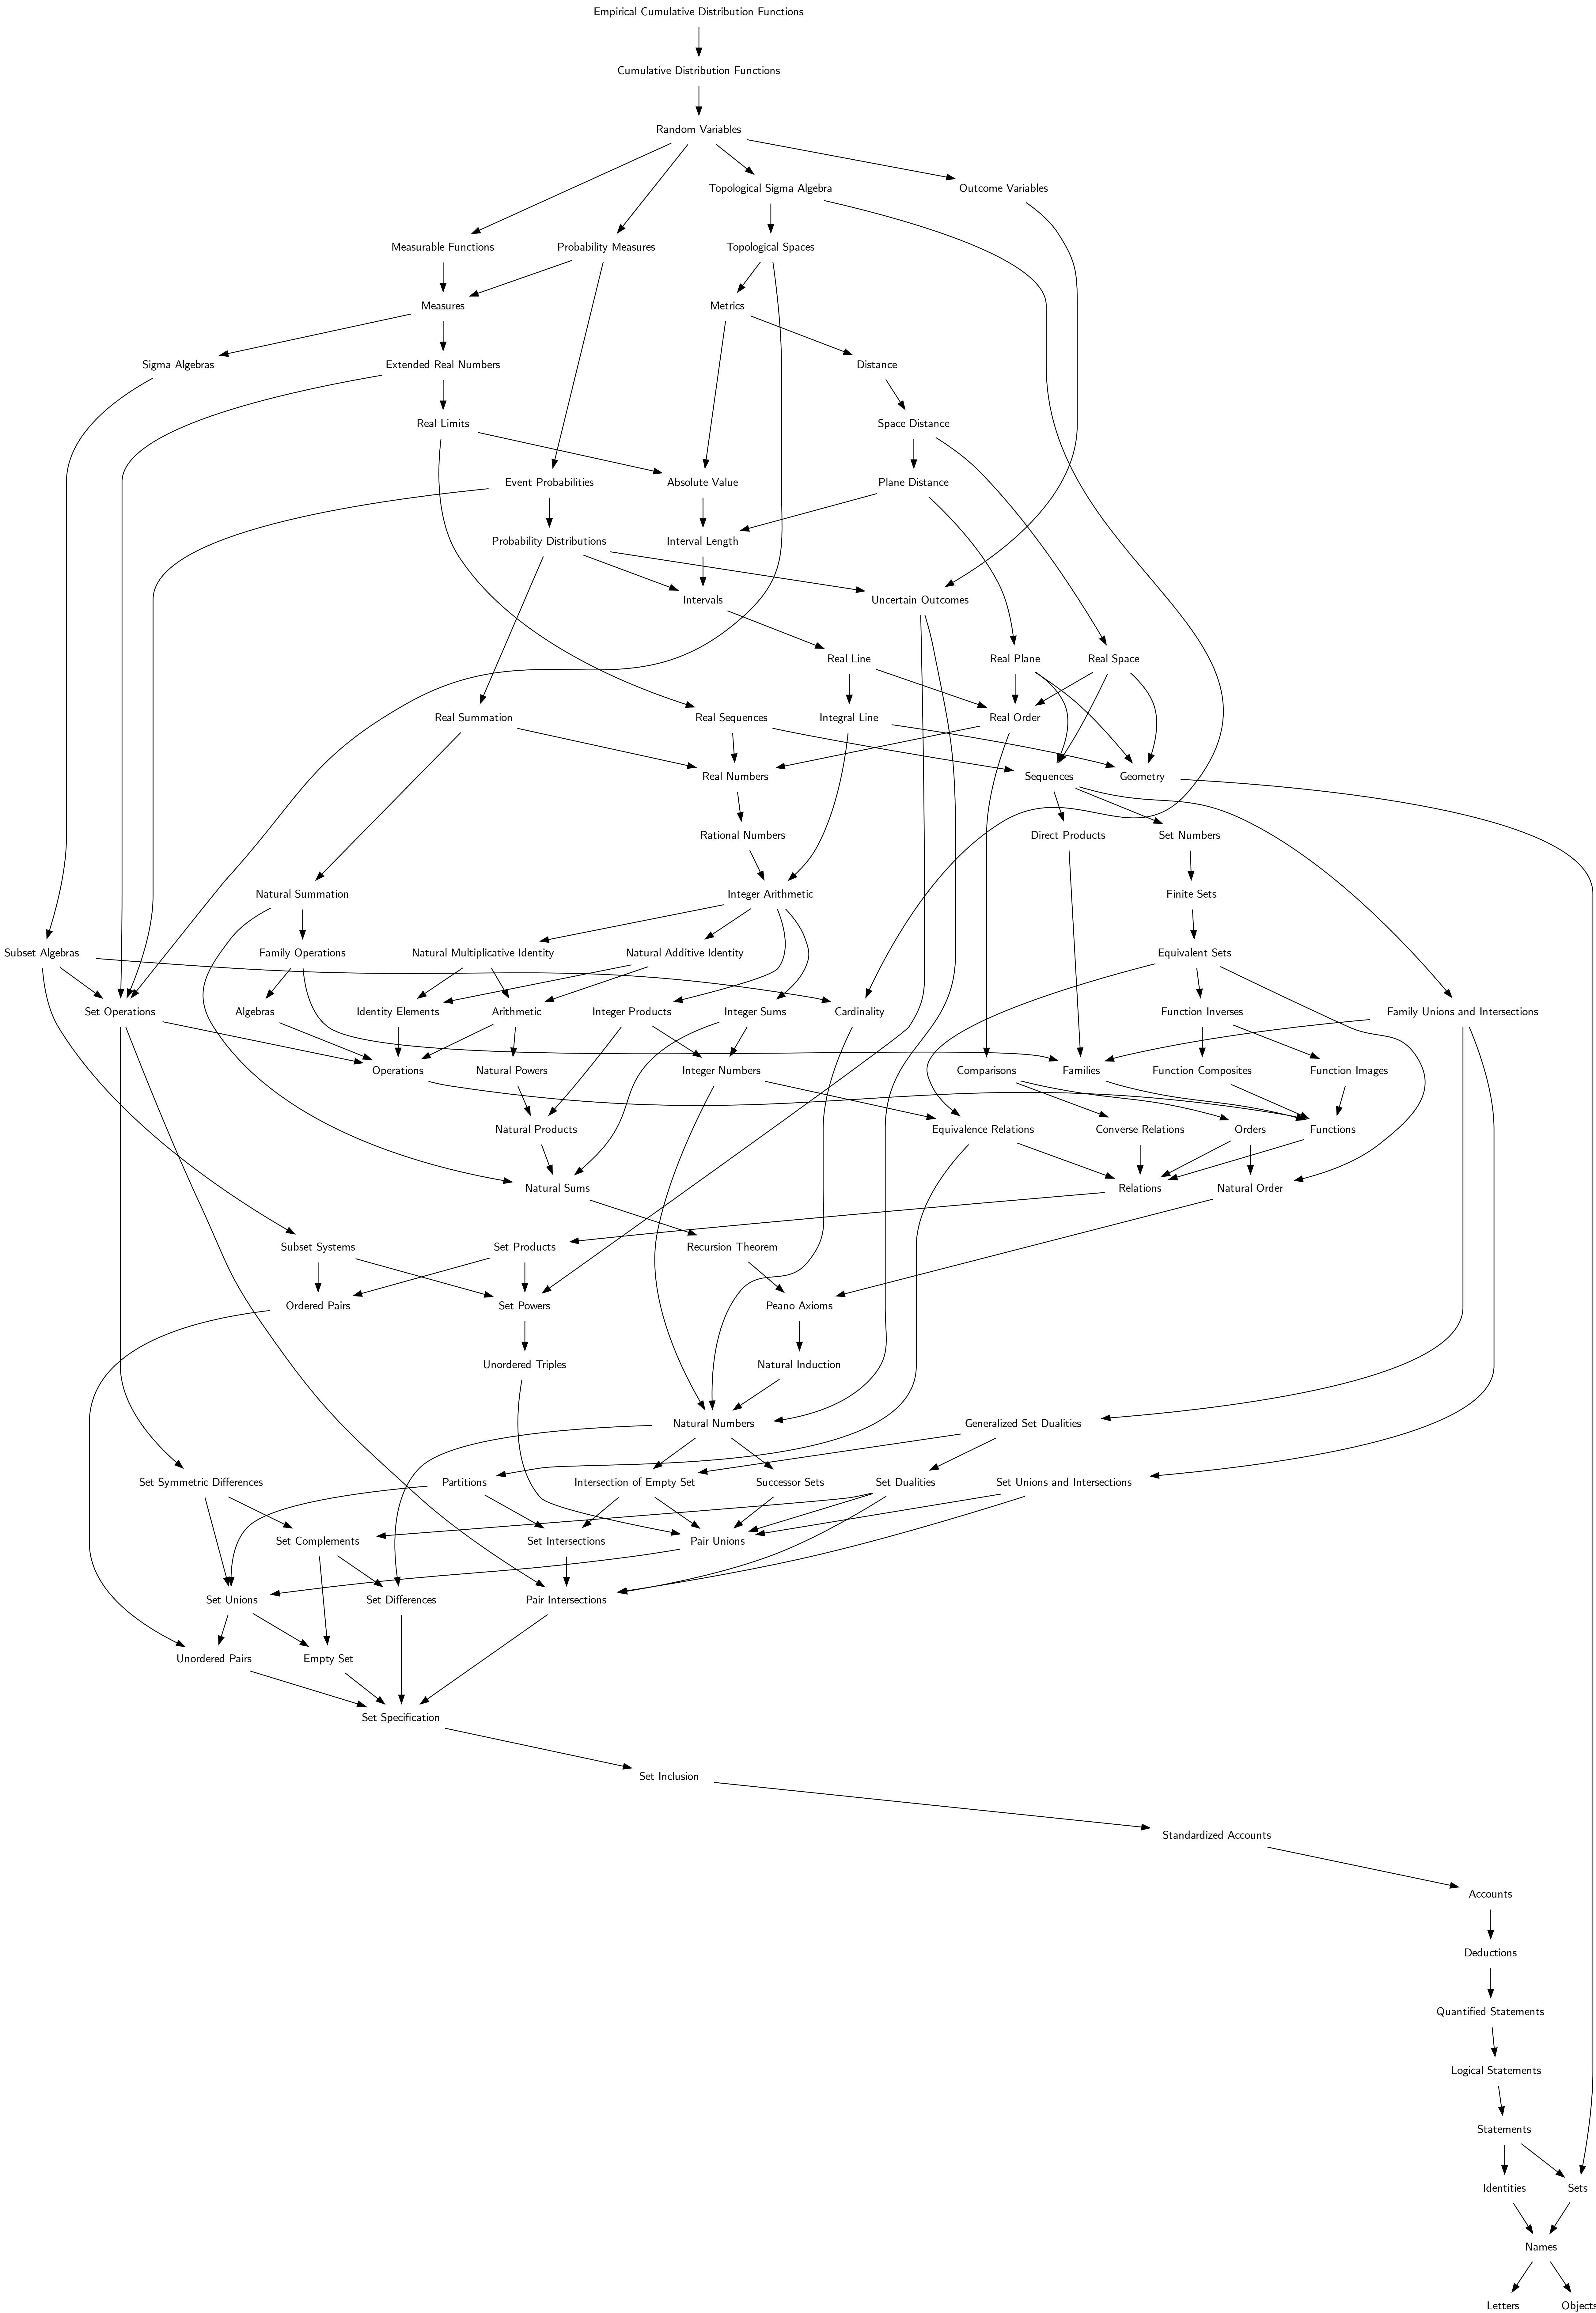 Empirical Cumulative Distribution Functions
Cumulative Distribution Functions
Random Variables
Topological Sigma Algebra
Outcome Variables
Measurable Functions
Probability Measures
Topological Spaces
Measures
Metrics
Sigma Algebras
Extended Real Numbers
Distance
Real Limits
Space Distance
Event Probabilities
Absolute Value
Plane Distance
Probability Distributions
Interval Length
Intervals
Uncertain Outcomes
Real Line
Real Plane
Real Space
Real Summation
Real Sequences
Integral Line
Real Order
Real Numbers
Sequences
Geometry
Rational Numbers
Direct Products
Set Numbers
Natural Summation
Integer Arithmetic
Finite Sets
Subset Algebras
Family Operations
Natural Multiplicative Identity
Natural Additive Identity
Equivalent Sets
Set Operations
Algebras
Identity Elements
Arithmetic
Integer Products
Integer Sums
Cardinality
Function Inverses
Family Unions and Intersections
Operations
Natural Powers
Integer Numbers
Comparisons
Families
Function Composites
Function Images
Natural Products
Equivalence Relations
Converse Relations
Orders
Functions
Natural Sums
Relations
Natural Order
Subset Systems
Set Products
Recursion Theorem
Ordered Pairs
Set Powers
Peano Axioms
Unordered Triples
Natural Induction
Natural Numbers
Generalized Set Dualities
Set Symmetric Differences
Partitions
Intersection of Empty Set
Successor Sets
Set Dualities
Set Unions and Intersections
Set Complements
Set Intersections
Pair Unions
Set Unions
Set Differences
Pair Intersections
Unordered Pairs
Empty Set
Set Specification
Set Inclusion
Standardized Accounts
Accounts
Deductions
Quantified Statements
Logical Statements
Statements
Identities
Sets
Names
Letters
Objects